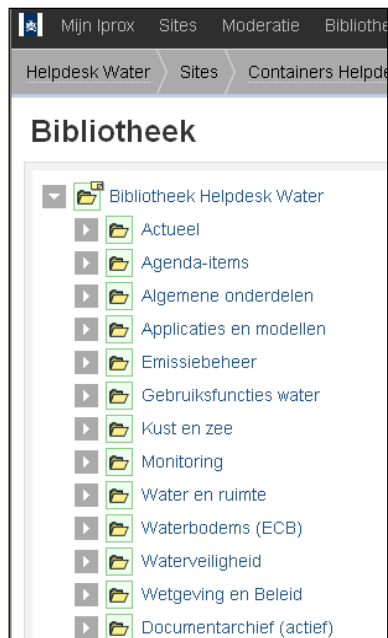 Mijn Iprox Sites Moderatie
Helpdesk Water Sites Containers
Bibliotheek
Bibliotheek Helpdesk Water
Actueel
Agenda-items
Algemene onderdelen
Applicaties en modellen
Emissiebeheer
Gebruiksfuncties water
Kust en zee
Monitoring
Water en ruimte
Waterbodems (ECB)
Waterveiligheid
Wetgeving en Beleid
Documentarchief (actief)